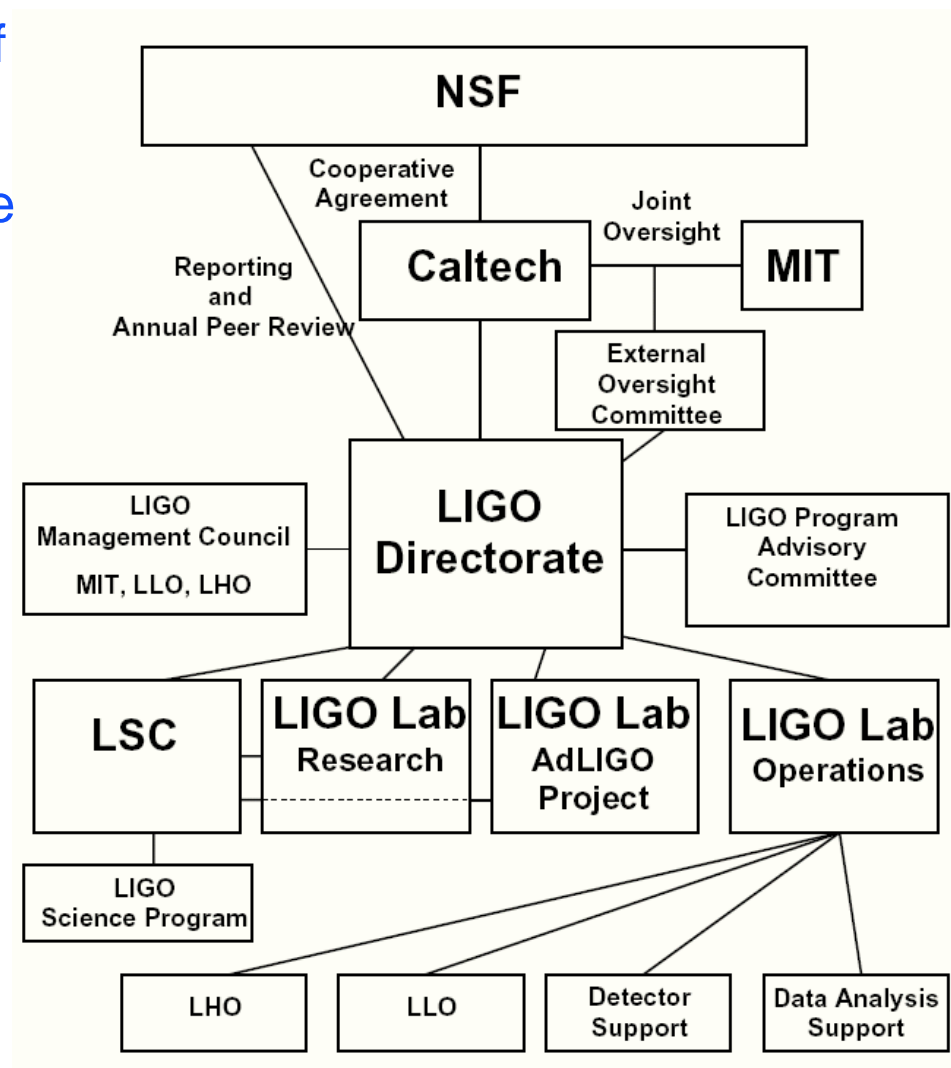 f
e
NSF
Cooperative
Agreement
Joint
Oversight
Caltech
MIT
Reporting
and
Annual Peer Review
External
Oversight
Committee
LIGO
Management Council
MIT, LLO, LHO
LIGO
Directorate
LIGO Program
Advisory
Committee
LSC
LIGO Lab
Research
LIGO Lab
AdLIGO
Project
LIGO Lab
Operations
LIGO
Science Program
LHO
LLO
Detector
Support
Data Analysis
Support